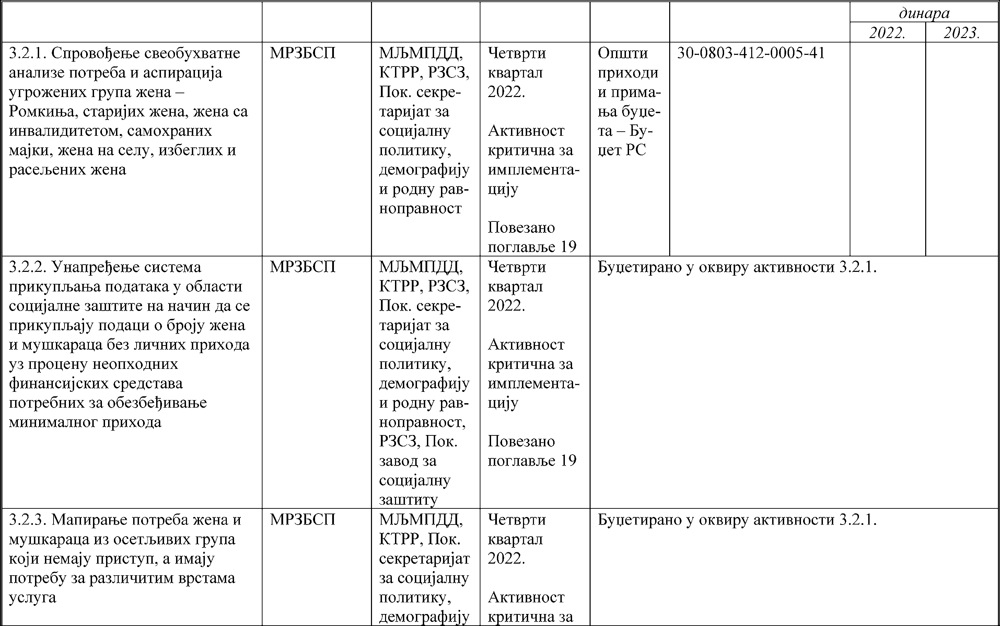 динара
2022. 2023.
3.2.1. Спровођење свеобухватне
анализе потреба и аспирација
угрожених група жена –
Ромкиња, старијих жена, жена са
инвалидитетом, самохраних
мајки, жена на селу, избеглих и
расељених жена
МРЗБСП
МЉМПДД,
КТРР, РЗСЗ,
Пок. секре-
таријат за
социјалну
политику,
демографију
и родну рав-
ноправност
Четврти
квартал
2022.
Активност
критична за
имплемента-
цију
Повезано
поглавље 19
Општи
приходи
и прима-
ња буџе-
та – Бу-
џет РС
30-0803-412-0005-41
3.2.2. Унапређење система
прикупљања података у области
социјалне заштите на начин да се
прикупљају подаци о броју жена
и мушкараца без личних прихода
уз процену неопходних
финансијских средстава
потребних за обезбеђивање
минималног прихода
МРЗБСП
МЉМПДД,
КТРР, РЗСЗ,
Пок. секре-
таријат за
социјалну
политику,
демографију
и родну рав-
ноправност,
РЗСЗ, Пок.
завод за
социјалну
заштиту
Четврти
квартал
2022.
Активност
критична за
имплемента-
цију
Повезано
поглавље 19
Буџетирано у оквиру активности 3.2.1.
3.2.3. Мапирање потреба жена и
мушкараца из осетљивих група
који немају приступ, а имају
потребу за различитим врстама
услуга
МРЗБСП
МЉМПДД,
КТРР, Пок.
секретаријат
за социјалну
политику,
демографију
Четврти
квартал
2022.
Активност
критична за
Буџетирано у оквиру активности 3.2.1.